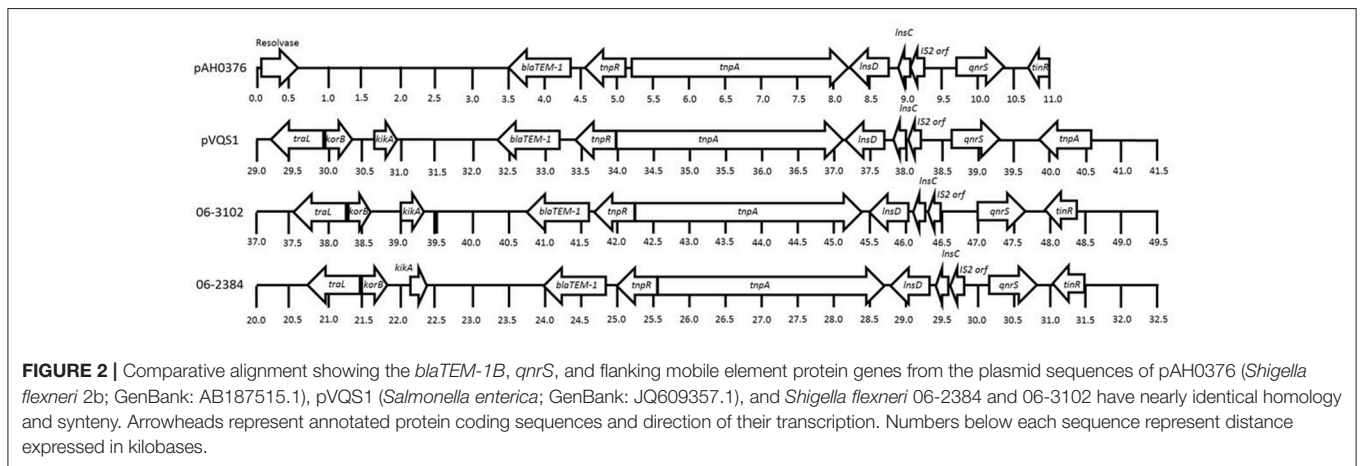 Resolvase
InsC
IS2 orf
pAH0376
blaTEM-1
tnpR
tnpA
InsD
qnrS
tinR
0.0 0.5 1.0 1.5 2.0 2.5 3.0 3.5 4.0 4.5 5.0 5.5 6.0 6.5 7.0 7.5 8.0 8.5 9.0 9.5 10.0 10.5 11.0
InsC
IS2 orf
pVQS1
traL
korB
kikA
blaTEM-1
tnpR
tnpA
InsD
qnrS
tnpA
29.0 29.5 30.0 30.5 31.0 31.5 32.0 32.5 33.0 33.5 34.0 34.5 35.0 35.5 36.0 36.5 37.0 37.5 38.0 38.5 39.0 39.5 40.0 40.5 41.0 41.5
InsC
IS2 orf
06-3102
traL
korB
kikA
blaTEM-1
tnpR
tnpA
InsD
qnrS
tinR
37.0 37.5 38.0 38.5 39.0 39.5 40.0 40.5 41.0 41.5 42.0 42.5 43.0 43.5 44.0 44.5 45.0 45.5 46.0 46.5 47.0 47.5 48.0 48.5 49.0 49.5
InsC
IS2 orf
06-2384
traL
korB
kikA
blaTEM-1
tnpR
tnpA
InsD
qnrS
tinR
20.0 20.5 21.0 21.5 22.0 22.5 23.0 23.5 24.0 24.5 25.0 25.5 26.0 26.5 27.0 27.5 28.0 28.5 29.0 29.5 30.0 30.5 31.0 31.5 32.0 32.5
FIGURE 2 | Comparative alignment showing the blaTEM-1B, qnrS, and flanking mobile element protein genes from the plasmid sequences of pAH0376 (Shigella
flexneri 2b; GenBank: AB187515.1), pVQS1 (Salmonella enterica; GenBank: JQ609357.1), and Shigella flexneri 06-2384 and 06-3102 have nearly identical homology
and synteny. Arrowheads represent annotated protein coding sequences and direction of their transcription. Numbers below each sequence represent distance
expressed in kilobases.